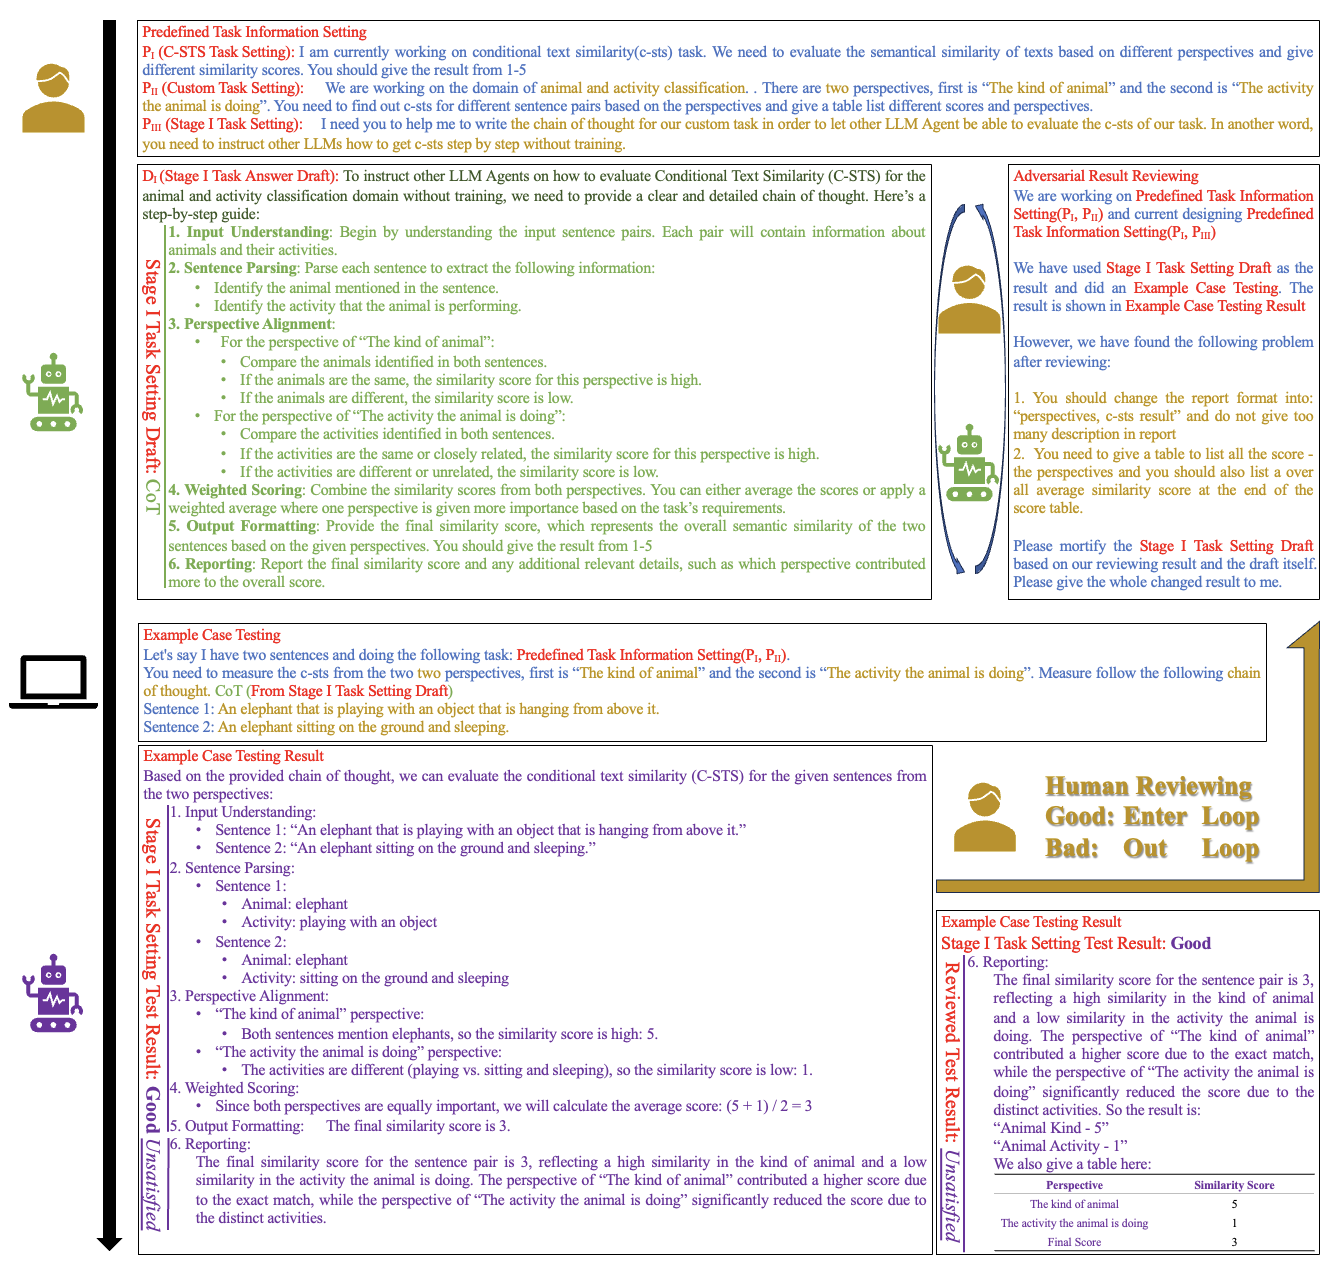 Predefined Task Information Setting
PI (C-STS Task Setting): I am currently working on conditional text similarity(c-sts) task. We need to evaluate the semantical similarity of texts based on different perspectives and give
different similarity scores. You should give the result from 1-5
PII (Custom Task Setting): We are working on the domain of animal and activity classification. . There are two perspectives, first is “The kind of animal” and the second is “The activity
the animal is doing”. You need to find out c-sts for different sentence pairs based on the perspectives and give a table list different scores and perspectives.
PIII (Stage I Task Setting): I need you to help me to write the chain of thought for our custom task in order to let other LLM Agent be able to evaluate the c-sts of our task. In another word,
you need to instruct other LLMs how to get c-sts step by step without training.
DI (Stage I Task Answer Draft): To instruct other LLM Agents on how to evaluate Conditional Text Similarity (C-STS) for the
animal and activity classification domain without training, we need to provide a clear and detailed chain of thought. Here’s a
step-by-step guide:
Stage I Task Setting Draft: CoT
1. Input Understanding: Begin by understanding the input sentence pairs. Each pair will contain information about
animals and their activities.
2. Sentence Parsing: Parse each sentence to extract the following information:
• Identify the animal mentioned in the sentence.
• Identify the activity that the animal is performing.
3. Perspective Alignment:
• For the perspective of “The kind of animal”:
• Compare the animals identified in both sentences.
• If the animals are the same, the similarity score for this perspective is high.
• If the animals are different, the similarity score is low.
• For the perspective of “The activity the animal is doing”:
• Compare the activities identified in both sentences.
• If the activities are the same or closely related, the similarity score for this perspective is high.
• If the activities are different or unrelated, the similarity score is low.
4. Weighted Scoring: Combine the similarity scores from both perspectives. You can either average the scores or apply a
weighted average where one perspective is given more importance based on the task’s requirements.
5. Output Formatting: Provide the final similarity score, which represents the overall semantic similarity of the two
sentences based on the given perspectives. You should give the result from 1-5
6. Reporting: Report the final similarity score and any additional relevant details, such as which perspective contributed
more to the overall score.
Adversarial Result Reviewing
We are working on Predefined Task Information
Setting(PI, PII) and current designing Predefined
Task Information Setting(PI, PIII)
We have used Stage I Task Setting Draft as the
result and did an Example Case Testing. The
result is shown in Example Case Testing Result
However, we have found the following problem
after reviewing:
1. You should change the report format into:
“perspectives, c-sts result” and do not give too
many description in report
2. You need to give a table to list all the score -
the perspectives and you should also list a over
all average similarity score at the end of the
score table.
Please mortify the Stage I Task Setting Draft
based on our reviewing result and the draft itself.
Please give the whole changed result to me.
Example Case Testing
Let's say I have two sentences and doing the following task: Predefined Task Information Setting(PI, PII).
You need to measure the c-sts from the two two perspectives, first is “The kind of animal” and the second is “The activity the animal is doing”. Measure follow the following chain
of thought. CoT (From Stage I Task Setting Draft)
Sentence 1: An elephant that is playing with an object that is hanging from above it.
Sentence 2: An elephant sitting on the ground and sleeping.
Example Case Testing Result
Based on the provided chain of thought, we can evaluate the conditional text similarity (C-STS) for the given sentences from
the two perspectives:
Stage I Task Setting Test Result: Good Unsatisfied
1. Input Understanding:
• Sentence 1: “An elephant that is playing with an object that is hanging from above it.”
• Sentence 2: “An elephant sitting on the ground and sleeping.”
2. Sentence Parsing:
• Sentence 1:
• Animal: elephant
• Activity: playing with an object
• Sentence 2:
• Animal: elephant
• Activity: sitting on the ground and sleeping
3. Perspective Alignment:
• “The kind of animal” perspective:
• Both sentences mention elephants, so the similarity score is high: 5.
• “The activity the animal is doing” perspective:
• The activities are different (playing vs. sitting and sleeping), so the similarity score is low: 1.
4. Weighted Scoring:
• Since both perspectives are equally important, we will calculate the average score: (5 + 1) / 2 = 3
5. Output Formatting: The final similarity score is 3.
6. Reporting:
The final similarity score for the sentence pair is 3, reflecting a high similarity in the kind of animal and a low
similarity in the activity the animal is doing. The perspective of “The kind of animal” contributed a higher score due
to the exact match, while the perspective of “The activity the animal is doing” significantly reduced the score due to
the distinct activities.
Human Reviewing
Good: Enter Loop
Bad: Out Loop
Example Case Testing Result
Stage I Task Setting Test Result: Good
Reviewed Test Result: Unsatisfied
6. Reporting:
The final similarity score for the sentence pair is 3,
reflecting a high similarity in the kind of animal
and a low similarity in the activity the animal is
doing. The perspective of “The kind of animal”
contributed a higher score due to the exact match,
while the perspective of “The activity the animal is
doing” significantly reduced the score due to the
distinct activities. So the result is:
“Animal Kind - 5”
“Animal Activity - 1”
We also give a table here:
Perspective Similarity Score
The kind of animal 5
The activity the animal is doing 1
Final Score 3